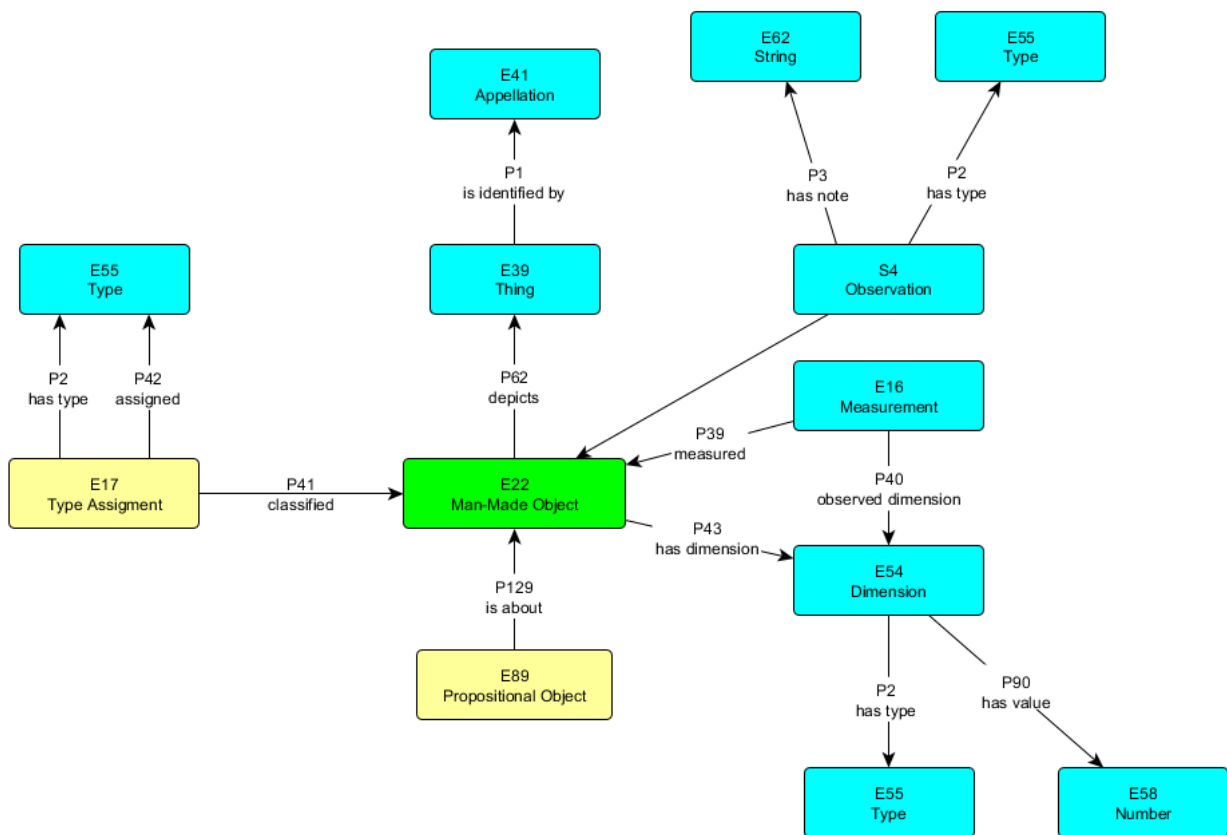 E62
String
E55
Type
E41
Appellation
P1
is identified by
P3
has note
P2
has type
E55
Type
E39
Thing
S4
Observation
P2
has type
P42
assigned
P62
depicts
E16
Measurement
P39
measured
E17
Type Assigment
P41
classified
E22
Man-Made Object
P40
observed dimension
P43
has dimension
P129
is about
E54
Dimension
E89
Propositional Object
P2
has type
P90
has value
E55
Type
E58
Number